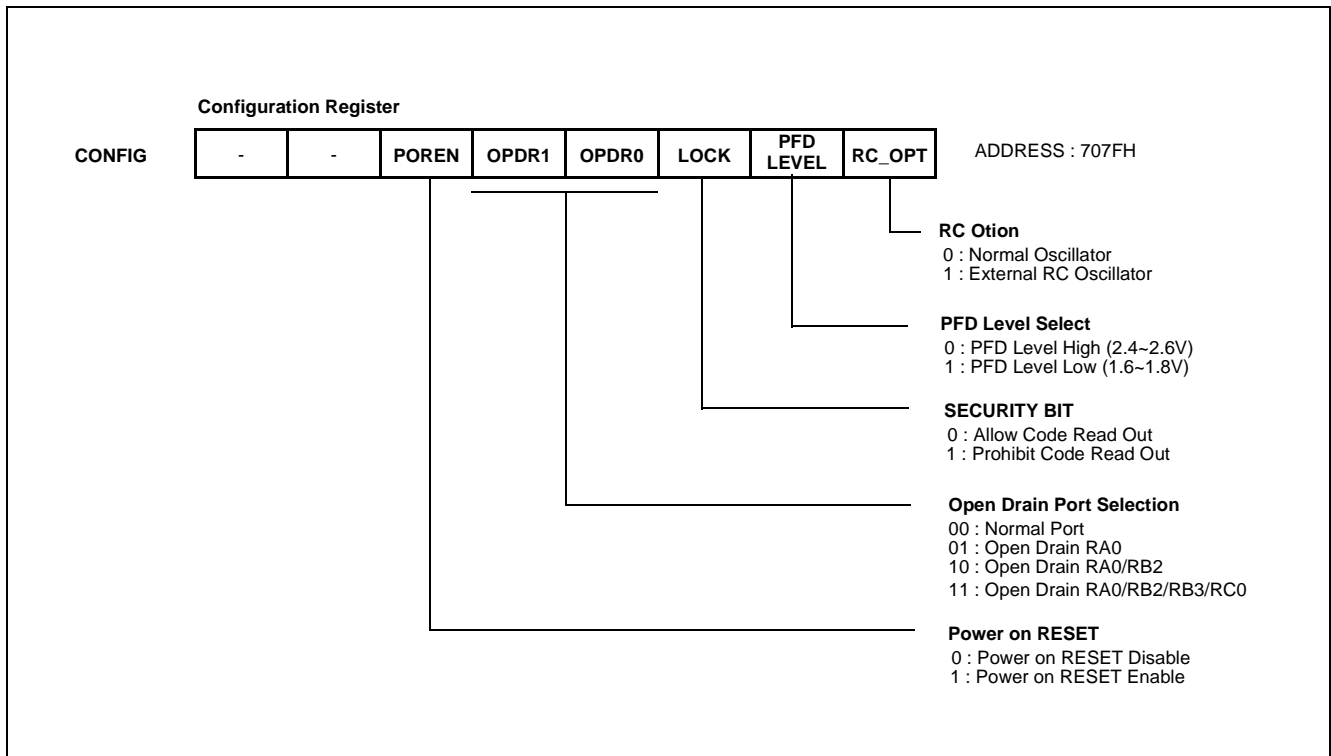 Configuration Register
CONFIG - - POREN OPDR1 OPDR0 LOCK PFD LEVEL RC_OPT ADDRESS : 707FH
RC Otion
0 : Normal Oscillator
1 : External RC Oscillator
PFD Level Select
0 : PFD Level High (2.4~2.6V)
1 : PFD Level Low (1.6~1.8V)
SECURITY BIT
0 : Allow Code Read Out
1 : Prohibit Code Read Out
Open Drain Port Selection
00 : Normal Port
01 : Open Drain RA0
10 : Open Drain RA0/RB2
11 : Open Drain RA0/RB2/RB3/RC0
Power on RESET
0 : Power on RESET Disable
1 : Power on RESET Enable